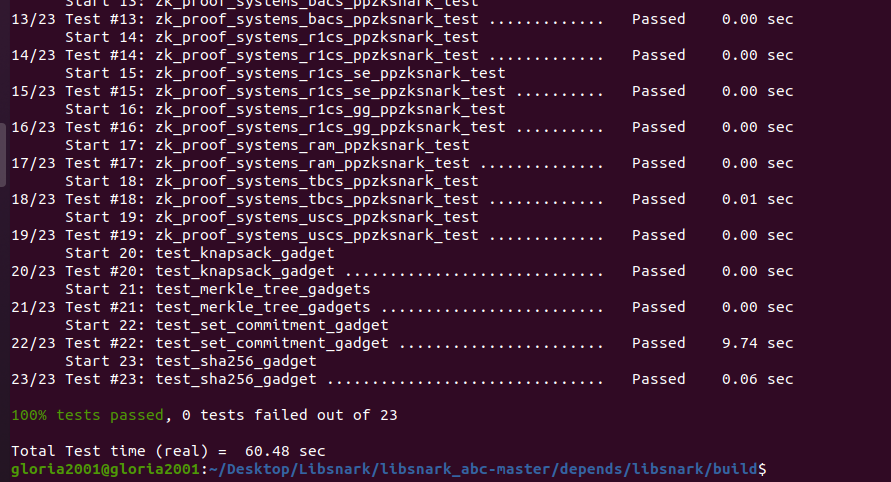 Start 13: zk_proof_systems_bacs_ppzksnark_test
13/23 Test #13: zk_proof_systems_bacs_ppzksnark_test .............   Passed    0.00 sec
      Start 14: zk_proof_systems_r1cs_ppzksnark_test
14/23 Test #14: zk_proof_systems_r1cs_ppzksnark_test .............   Passed    0.00 sec
      Start 15: zk_proof_systems_r1cs_se_ppzksnark_test
15/23 Test #15: zk_proof_systems_r1cs_se_ppzksnark_test ..........   Passed    0.00 sec
      Start 16: zk_proof_systems_r1cs_gg_ppzksnark_test
16/23 Test #16: zk_proof_systems_r1cs_gg_ppzksnark_test ..........   Passed    0.00 sec
      Start 17: zk_proof_systems_ram_ppzksnark_test
17/23 Test #17: zk_proof_systems_ram_ppzksnark_test ..............   Passed    0.00 sec
      Start 18: zk_proof_systems_tbcs_ppzksnark_test
18/23 Test #18: zk_proof_systems_tbcs_ppzksnark_test .............   Passed    0.01 sec
      Start 19: zk_proof_systems_uscs_ppzksnark_test
19/23 Test #19: zk_proof_systems_uscs_ppzksnark_test .............   Passed    0.00 sec
      Start 20: test_knapsack_gadget
20/23 Test #20: test_knapsack_gadget .............................   Passed    0.00 sec
      Start 21: test_merkle_tree_gadgets
21/23 Test #21: test_merkle_tree_gadgets .........................   Passed    0.00 sec
      Start 22: test_set_commitment_gadget
22/23 Test #22: test_set_commitment_gadget .......................   Passed    9.74 sec
      Start 23: test_sha256_gadget
23/23 Test #23: test_sha256_gadget ...............................   Passed    0.06 sec

100% tests passed, 0 tests failed out of 23

Total Test time (real) =  60.48 sec
gloria2001@gloria2001:~/Desktop/Libsnark/libsnark_abc-master/depends/libsnark/build$